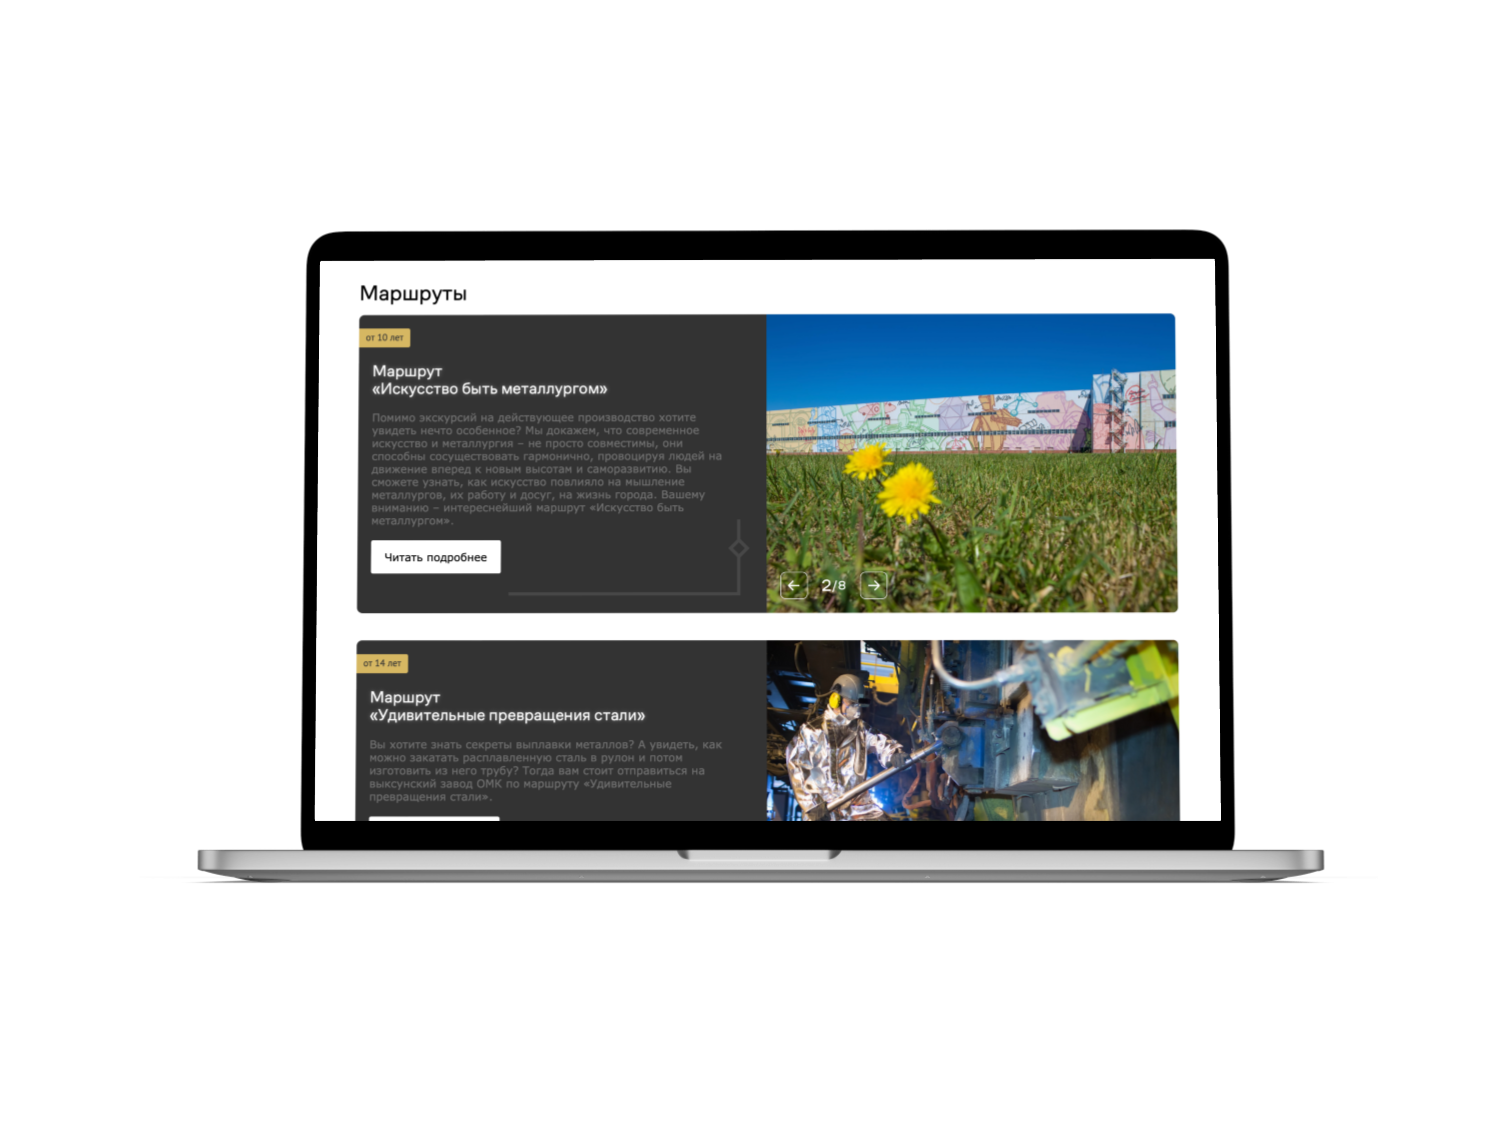 Маршруты
от 10 лет
Маршрут
«Искусство быть металлургом»
Помимо экскурсий на действующее производство хотите
увидеть нечто особенное? Мы докажем, что современное
искусство и металлургия – не просто совместимы, они
способны сосуществовать гармонично, провоцируя людей на
движение вперед к новым высотам и саморазвитию. Вы
сможете узнать, как искусство повлияло на мышление
металлургов, их работу и досуг, на жизнь города. Вашему
вниманию – интереснейший маршрут «Искусство быть
металлургом».
Читать подробнее
2/8
от 14 лет
Маршрут
«Удивительные превращения стали»
Вы хотите знать секреты выплавки металлов? А увидеть, как
можно закатать расплавленную сталь в рулон и потом
изготовить из него трубу? Тогда вам стоит отправиться на
выксунский завод ОМК по маршруту «Удивительные
превращения стали».